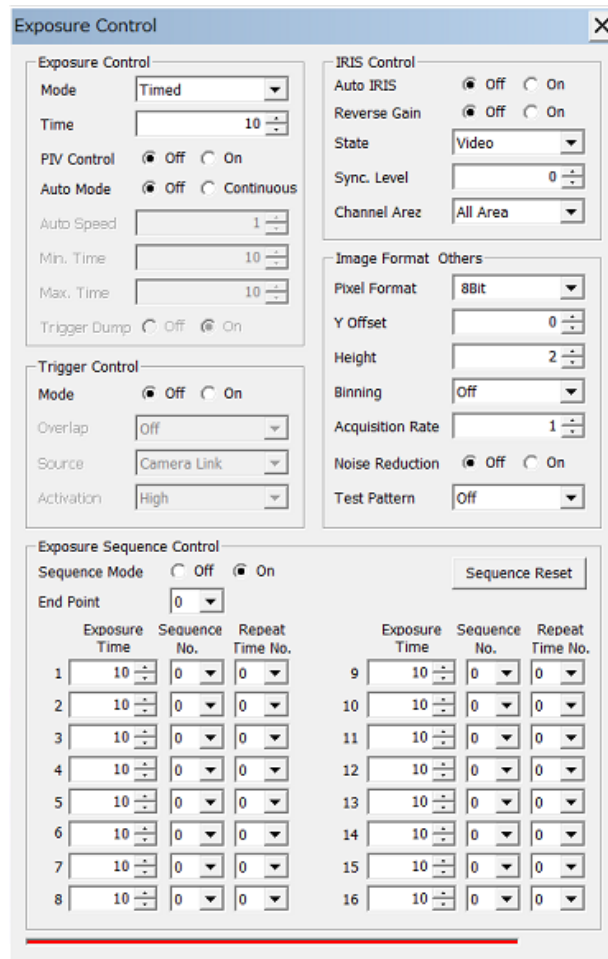 Exposure Control
Exposure Control
Mode Timed
Time 10
PIV Control Off On
Auto Mode Off Continuous
Auto Speed 1
Min. Time 10
Max. Time 10
Trigger Dump Off On
Trigger Control
Mode Off On
Overlap Off
Source Camera Link
Activation High
IRIS Control
Auto IRIS Off On
Reverse Gain Off On
State Video
Sync. Level 0
Channel Area All Area
Image Format Others
Pixel Format 8Bit
Y Offset 0
Height 2
Binning Off
Acquisition Rate 1
Noise Reduction Off On
Test Pattern Off
Exposure Sequence Control
Sequence Mode Off On
Sequence Reset
End Point 0
Exposure Sequence Repeat
Time No. Time No.
1 10 0 0
2 10 0 0
3 10 0 0
4 10 0 0
5 10 0 0
6 10 0 0
7 10 0 0
8 10 0 0
Exposure Sequence Repeat
Time No. Time No.
9 10 0 0
10 10 0 0
11 10 0 0
12 10 0 0
13 10 0 0
14 10 0 0
15 10 0 0
16 10 0 0